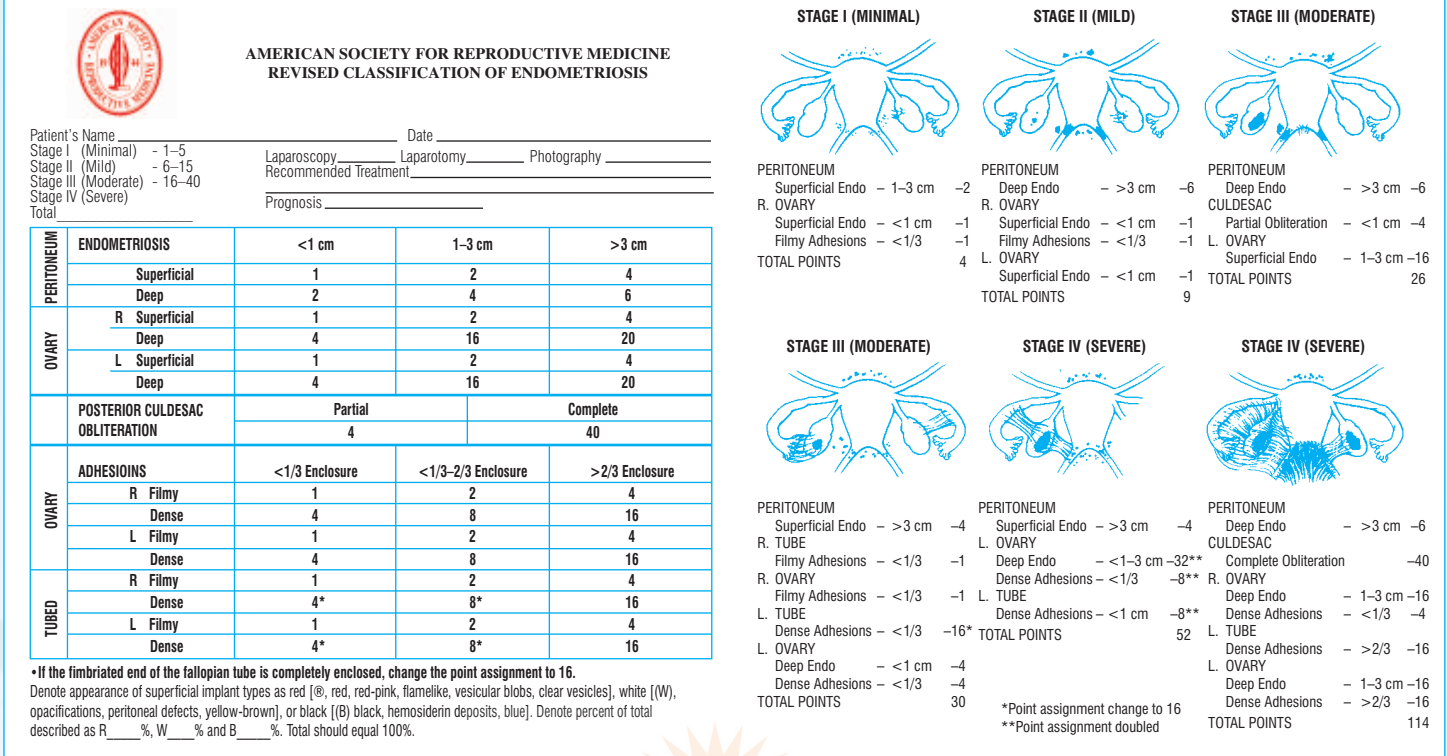 AMERICAN SOCIETY
REPRODUCTIVE MEDICINE
19 44
AMERICAN SOCIETY FOR REPRODUCTIVE MEDICINE
REVISED CLASSIFICATION OF ENDOMETRIOSIS
Patient's Name Date
Stage I (Minimal) - 1–5
Stage II (Mild) - 6–15
Stage III (Moderate) - 16–40
Stage IV (Severe)
Total
Laparoscopy Laparotomy Photography
Recommended Treatment
Prognosis
PERITONEUM
ENDOMETRIOSIS <1 cm 1–3 cm >3 cm
Superficial 1 2 4
Deep 2 4 6
OVARY
R Superficial 1 2 4
Deep 4 16 20
L Superficial 1 2 4
Deep 4 16 20
POSTERIOR CULDESAC Partial Complete
OBLITERATION 4 40
OVARY
ADHESIOINS <1/3 Enclosure <1/3–2/3 Enclosure >2/3 Enclosure
R Filmy 1 2 4
Dense 4 8 16
L Filmy 1 2 4
Dense 4 8 16
TUBED
R Filmy 1 2 4
Dense 4* 8* 16
L Filmy 1 2 4
Dense 4* 8* 16
•If the fimbriated end of the fallopian tube is completely enclosed, change the point assignment to 16.
Denote appearance of superficial implant types as red [®, red, red-pink, flamelike, vesicular blobs, clear vesicles], white [(W),
opacifications, peritoneal defects, yellow-brown], or black [(B) black, hemosiderin deposits, blue]. Denote percent of total
described as R_____%, W____% and B_____%. Total should equal 100%.
STAGE I (MINIMAL)
PERITONEUM
Superficial Endo – 1–3 cm –2
R. OVARY
Superficial Endo – <1 cm –1
Filmy Adhesions – <1/3 –1
TOTAL POINTS 4
STAGE II (MILD)
PERITONEUM
Deep Endo – >3 cm –6
R. OVARY
Superficial Endo – <1 cm –1
Filmy Adhesions – <1/3 –1
L. OVARY
Superficial Endo – <1 cm –1
TOTAL POINTS 9
STAGE III (MODERATE)
PERITONEUM
Deep Endo – >3 cm –6
CULDESAC
Partial Obliteration – <1 cm –4
L. OVARY
Superficial Endo – 1–3 cm –16
TOTAL POINTS 26
STAGE III (MODERATE)
PERITONEUM
Superficial Endo – >3 cm –4
R. TUBE
Filmy Adhesions – <1/3 –1
R. OVARY
Filmy Adhesions – <1/3 –1
L. TUBE
Dense Adhesions – <1/3 –16*
L. OVARY
Deep Endo – <1 cm –4
Dense Adhesions – <1/3 –4
TOTAL POINTS 30
STAGE IV (SEVERE)
PERITONEUM
Superficial Endo – >3 cm –4
L. OVARY
Deep Endo – <1–3 cm –32**
Dense Adhesions – <1/3 –8**
L. TUBE
Dense Adhesions – <1 cm –8**
TOTAL POINTS 52
*Point assignment change to 16
**Point assignment doubled
STAGE IV (SEVERE)
PERITONEUM
Deep Endo – >3 cm –6
CULDESAC
Complete Obliteration –40
R. OVARY
Deep Endo – 1–3 cm –16
Dense Adhesions – <1/3 –4
L. TUBE
Dense Adhesions – >2/3 –16
L. OVARY
Deep Endo – 1–3 cm –16
Dense Adhesions – >2/3 –16
TOTAL POINTS 114